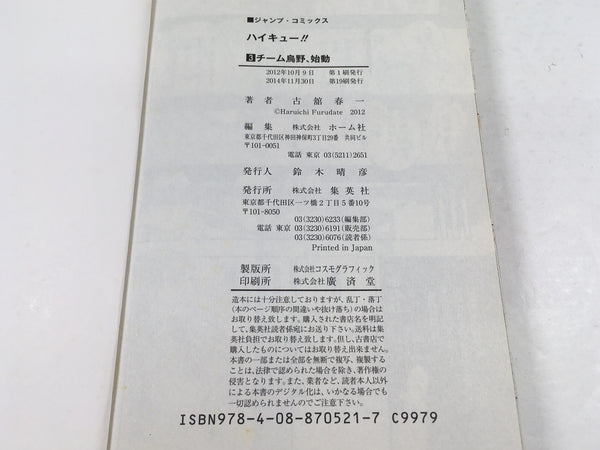 ■ジャンプ・コミックス
ハイキュー!!
3チーム烏野、始動
2012年10月9日 第1刷発行
2014年11月30日 第19刷発行
著者 古舘春一
©Haruichi Furudate 2012
編集 株式会社 ホーム社
東京都千代田区神田神保町3丁目29番 共同ビル
〒101-0051
電話 東京 03(5211)2651
発行人 鈴木晴彦
発行所 株式会社 集英社
東京都千代田区一ツ橋2丁目5番10号
〒101-8050
03(3230)6233(編集部)
電話 東京 03(3230)6191(販売部)
03(3230)6076(読者係)
Printed in Japan
製版所 株式会社コスモグラフィック
印刷所 株式会社 廣済堂
造本には十分注意しておりますが、乱丁・落丁
(本のページ順序の間違いや抜け落ち)の場合は
お取り替え致します。購入された書店名を明記
して、集英社読者係宛にお送り下さい。送料は集
英社負担でお取り替え致します。但し、古書店で
購入したものについてはお取り替え出来ません。
本書の一部または全部を無断で複写、複製する
ことは、法律で認められた場合を除き、著作権の
侵害となります。また、業者など、読者本人以外に
よる本書のデジタル化は、いかなる場合でも
一切認められませんのでご注意下さい。
ISBN978-4-08-870521-7 C9979